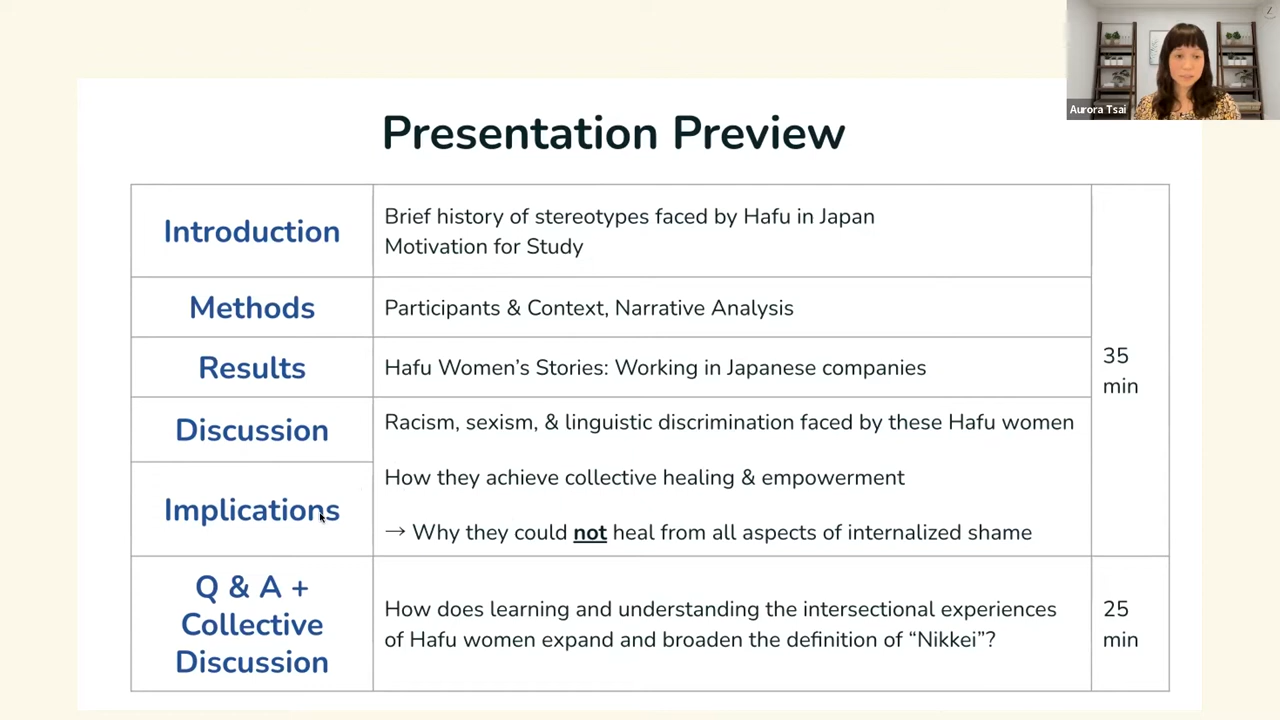 Aurora Tsai
Presentation Preview
Introduction
Brief history of stereotypes faced by Hafu in Japan
Motivation for Study
Methods
Participants & Context, Narrative Analysis
Results
Hafu Women's Stories: Working in Japanese companies
35
min
Discussion
Racism, sexism, & linguistic discrimination faced by these Hafu women
How they achieve collective healing & empowerment
Implications
→ Why they could not heal from all aspects of internalized shame
Q & A +
Collective
Discussion
How does learning and understanding the intersectional experiences
of Hafu women expand and broaden the definition of “Nikkei”?
25
min